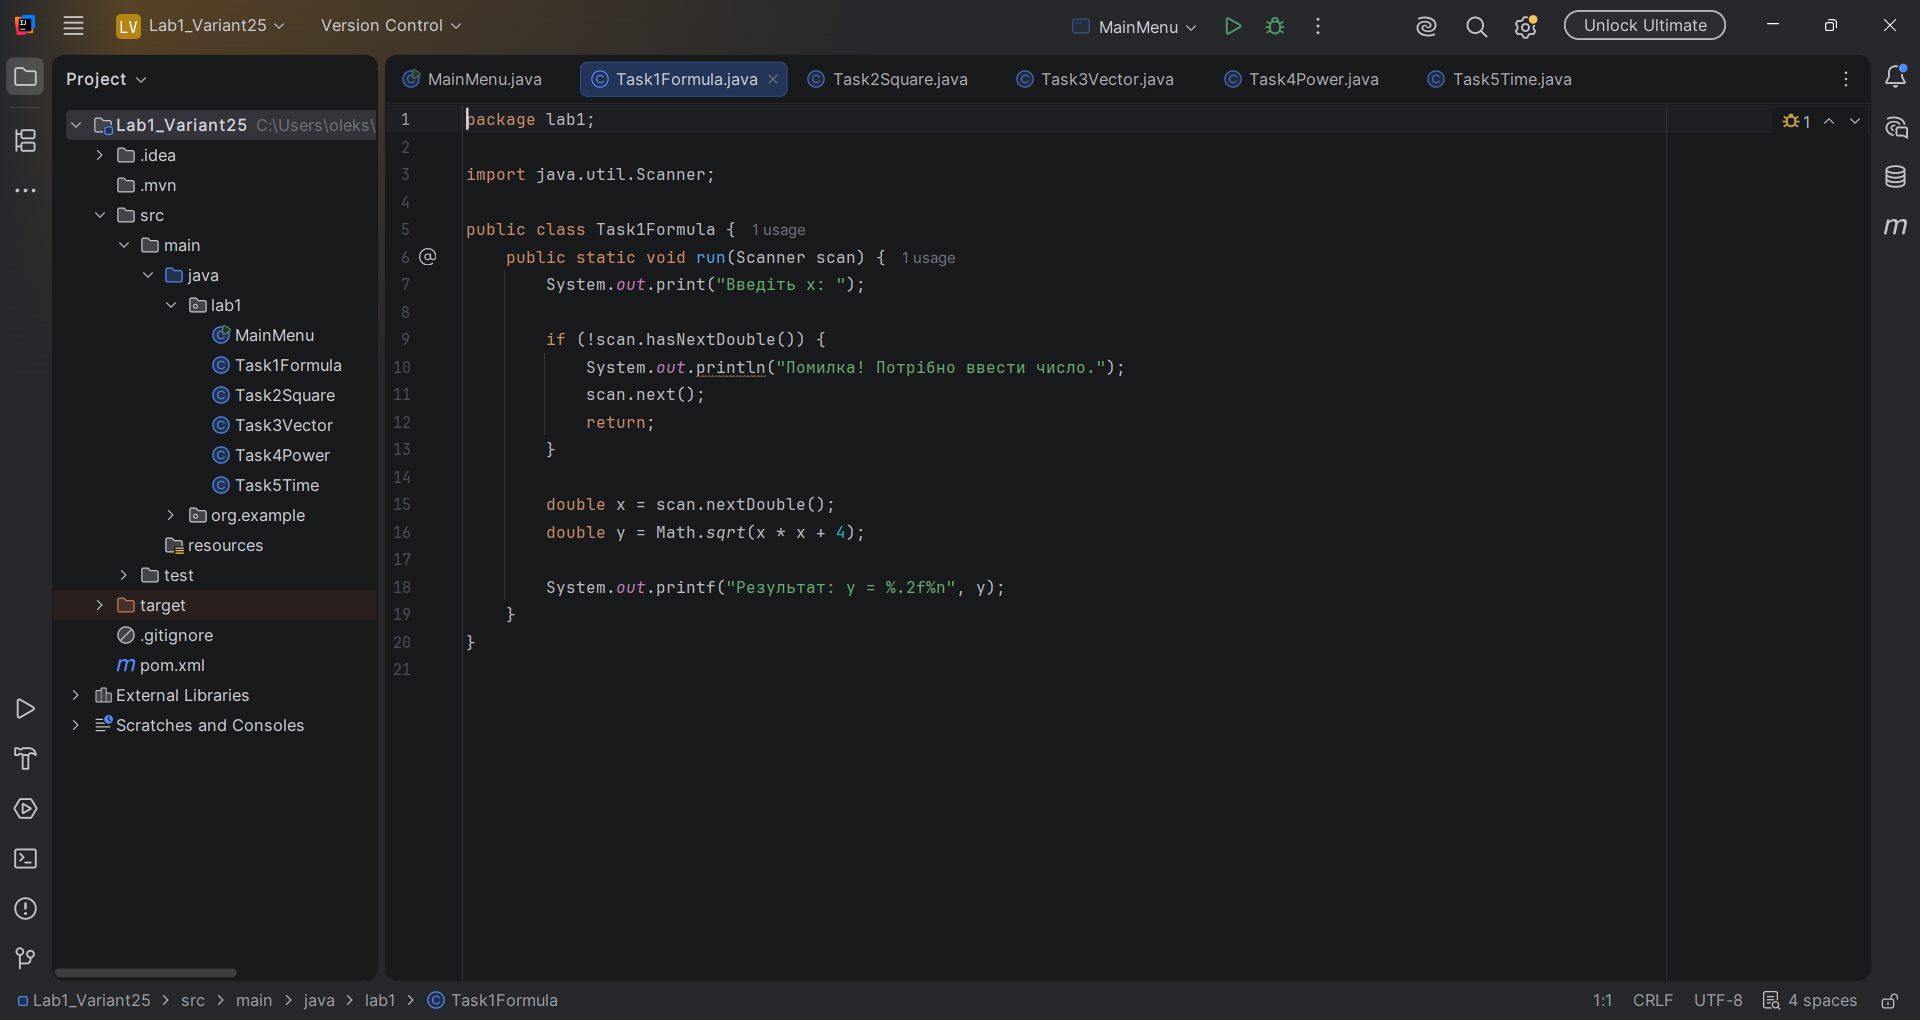 LV Lab1_Variant25 Version Control MainMenu Unlock Ultimate
Project
Lab1_Variant25 C:\Users\oleks\
.idea
.mvn
src
main
java
lab1
MainMenu
Task1Formula
Task2Square
Task3Vector
Task4Power
Task5Time
org.example
resources
test
target
.gitignore
pom.xml
External Libraries
Scratches and Consoles
MainMenu.java Task1Formula.java Task2Square.java Task3Vector.java Task4Power.java Task5Time.java
1 package lab1; 1
2
3 import java.util.Scanner;
4
5 public class Task1Formula { 1 usage
6 @ public static void run(Scanner scan) { 1 usage
7 System.out.print("Введіть x: ");
8
9 if (!scan.hasNextDouble()) {
10 System.out.println("Помилка! Потрібно ввести число.");
11 scan.next();
12 return;
13 }
14
15 double x = scan.nextDouble();
16 double y = Math.sqrt(x * x + 4);
17
18 System.out.printf("Результат: y = %.2f%n", y);
19 }
20 }
21
m
Lab1_Variant25 > src > main > java > lab1 > Task1Formula 1:1 CRLF UTF-8 4 spaces